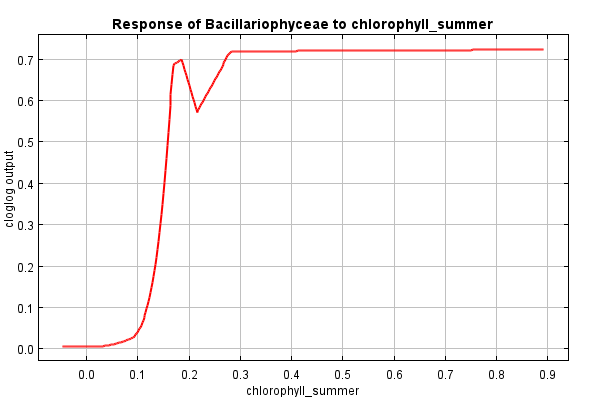 Response of Bacillariophyceae to chlorophyll_summer
cloglog output
0.7
0.6
0.5
0.4
0.3
0.2
0.1
0.0
0.0 0.1 0.2 0.3 0.4 0.5 0.6 0.7 0.8 0.9
chlorophyll_summer